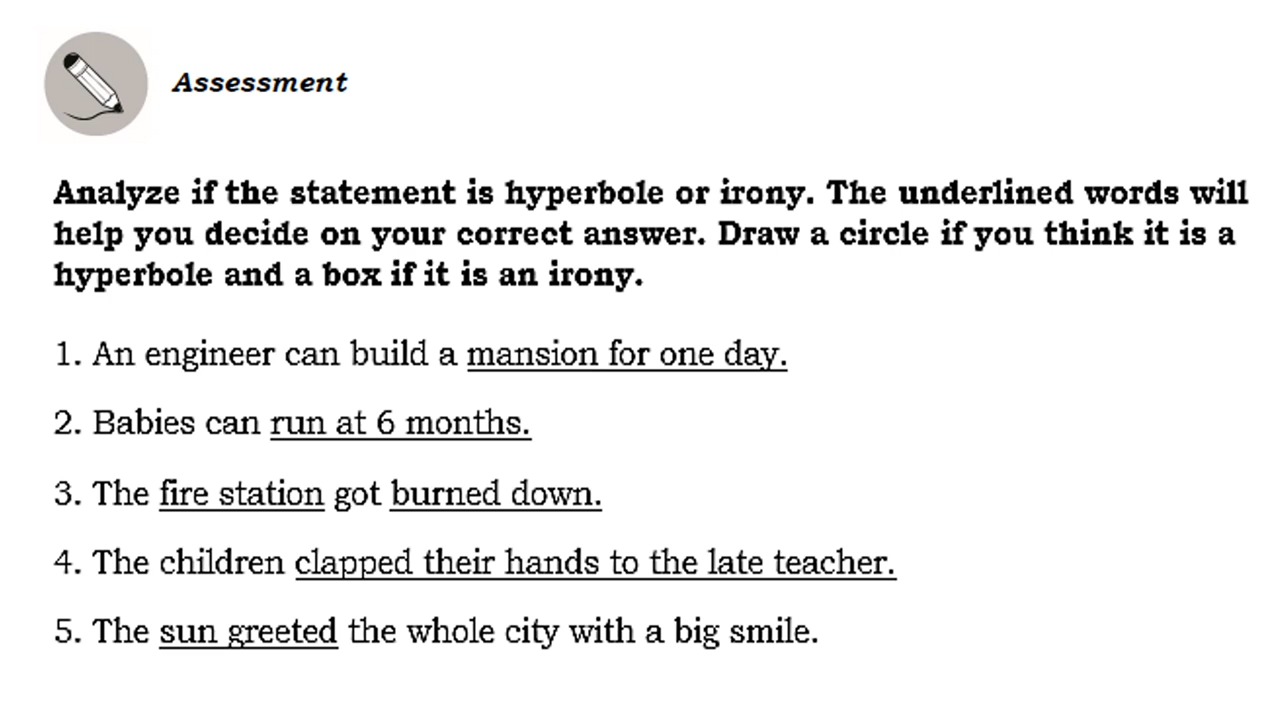 Assessment
Analyze if the statement is hyperbole or irony. The underlined words will
help you decide on your correct answer. Draw a circle if you think it is a
hyperbole and a box if it is an irony.
1. An engineer can build a mansion for one day.
2. Babies can run at 6 months.
3. The fire station got burned down.
4. The children clapped their hands to the late teacher.
5. The sun greeted the whole city with a big smile.